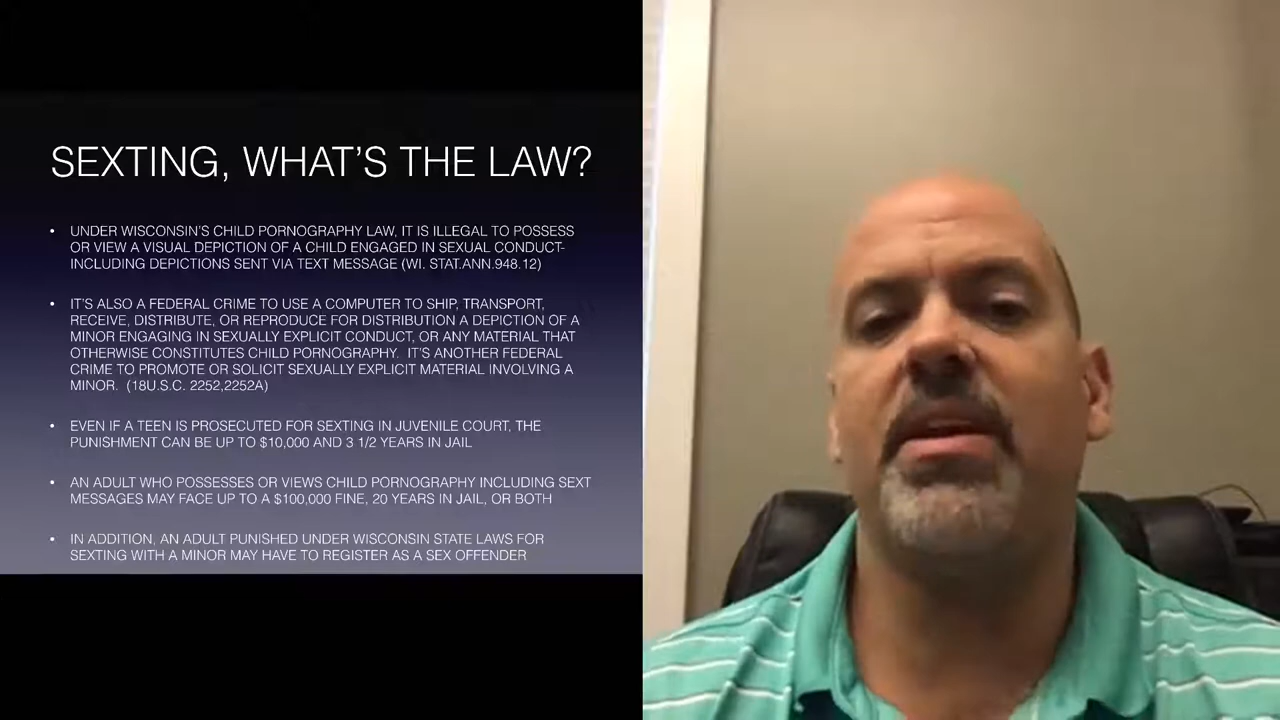 SEXTING, WHAT'S THE LAW?
• UNDER WISCONSIN'S CHILD PORNOGRAPHY LAW, IT IS ILLEGAL TO POSSESS
OR VIEW A VISUAL DEPICTION OF A CHILD ENGAGED IN SEXUAL CONDUCT-
INCLUDING DEPICTIONS SENT VIA TEXT MESSAGE (WI. STAT.ANN.948.12)
• IT'S ALSO A FEDERAL CRIME TO USE A COMPUTER TO SHIP, TRANSPORT,
RECEIVE, DISTRIBUTE, OR REPRODUCE FOR DISTRIBUTION A DEPICTION OF A
MINOR ENGAGING IN SEXUALLY EXPLICIT CONDUCT, OR ANY MATERIAL THAT
OTHERWISE CONSTITUTES CHILD PORNOGRAPHY. IT'S ANOTHER FEDERAL
CRIME TO PROMOTE OR SOLICIT SEXUALLY EXPLICIT MATERIAL INVOLVING A
MINOR. (18U.S.C. 2252,2252A)
• EVEN IF A TEEN IS PROSECUTED FOR SEXTING IN JUVENILE COURT, THE
PUNISHMENT CAN BE UP TO $10,000 AND 3 1/2 YEARS IN JAIL
• AN ADULT WHO POSSESSES OR VIEWS CHILD PORNOGRAPHY INCLUDING SEXT
MESSAGES MAY FACE UP TO A $100,000 FINE, 20 YEARS IN JAIL, OR BOTH
• IN ADDITION, AN ADULT PUNISHED UNDER WISCONSIN STATE LAWS FOR
SEXTING WITH A MINOR MAY HAVE TO REGISTER AS A SEX OFFENDER